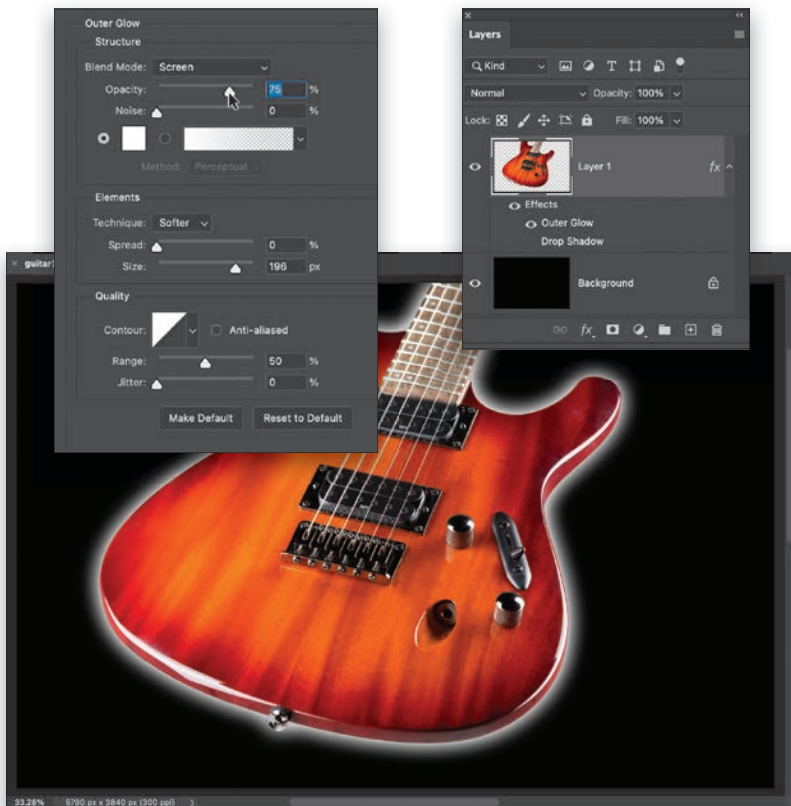 Outer Glow
Structure
Blend Mode: Screen
Opacity: 75 %
Noise: 0 %
Method: Perceptual
Elements
Technique: Softer
Spread: 0 %
Size: 196 px
Quality
Contour: Anti-aliased
Range: 50 %
Jitter: 0 %
Make Default Reset to Default
Layers
Kind
Normal Opacity: 100%
Lock: Fill: 100%
Layer 1 fx
Effects
Outer Glow
Drop Shadow
Background
fx
× guitar1
33.28% 5760 px x 3840 px (300 ppi)